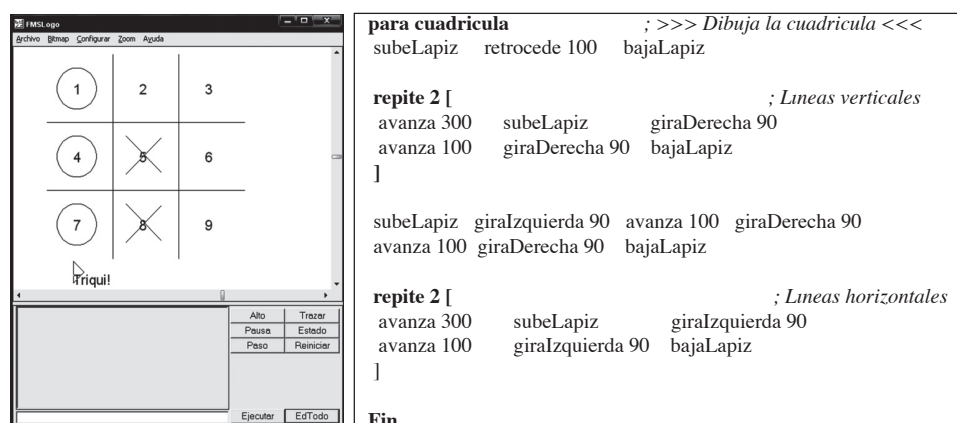 FMSLogo
Archivo Bitmap Configurar Zoom Ayuda
1 2 3
4 5 6
7 8 9
Triqui!
Alto Trazar
Pausa Estado
Paso Reiniciar
Ejecutar EdTodo
para cuadricula ; >>> Dibuja la cuadricula <<<
subeLapiz retrocede 100 bajaLapiz
repite 2 [ ; Lıneas verticales
avanza 300 subeLapiz giraDerecha 90
avanza 100 giraDerecha 90 bajaLapiz
]
subeLapiz giraIzquierda 90 avanza 100 giraDerecha 90
avanza 100 giraDerecha 90 bajaLapiz
repite 2 [ ; Lıneas horizontales
avanza 300 subeLapiz giraIzquierda 90
avanza 100 giraIzquierda 90 bajaLapiz
]
Fin